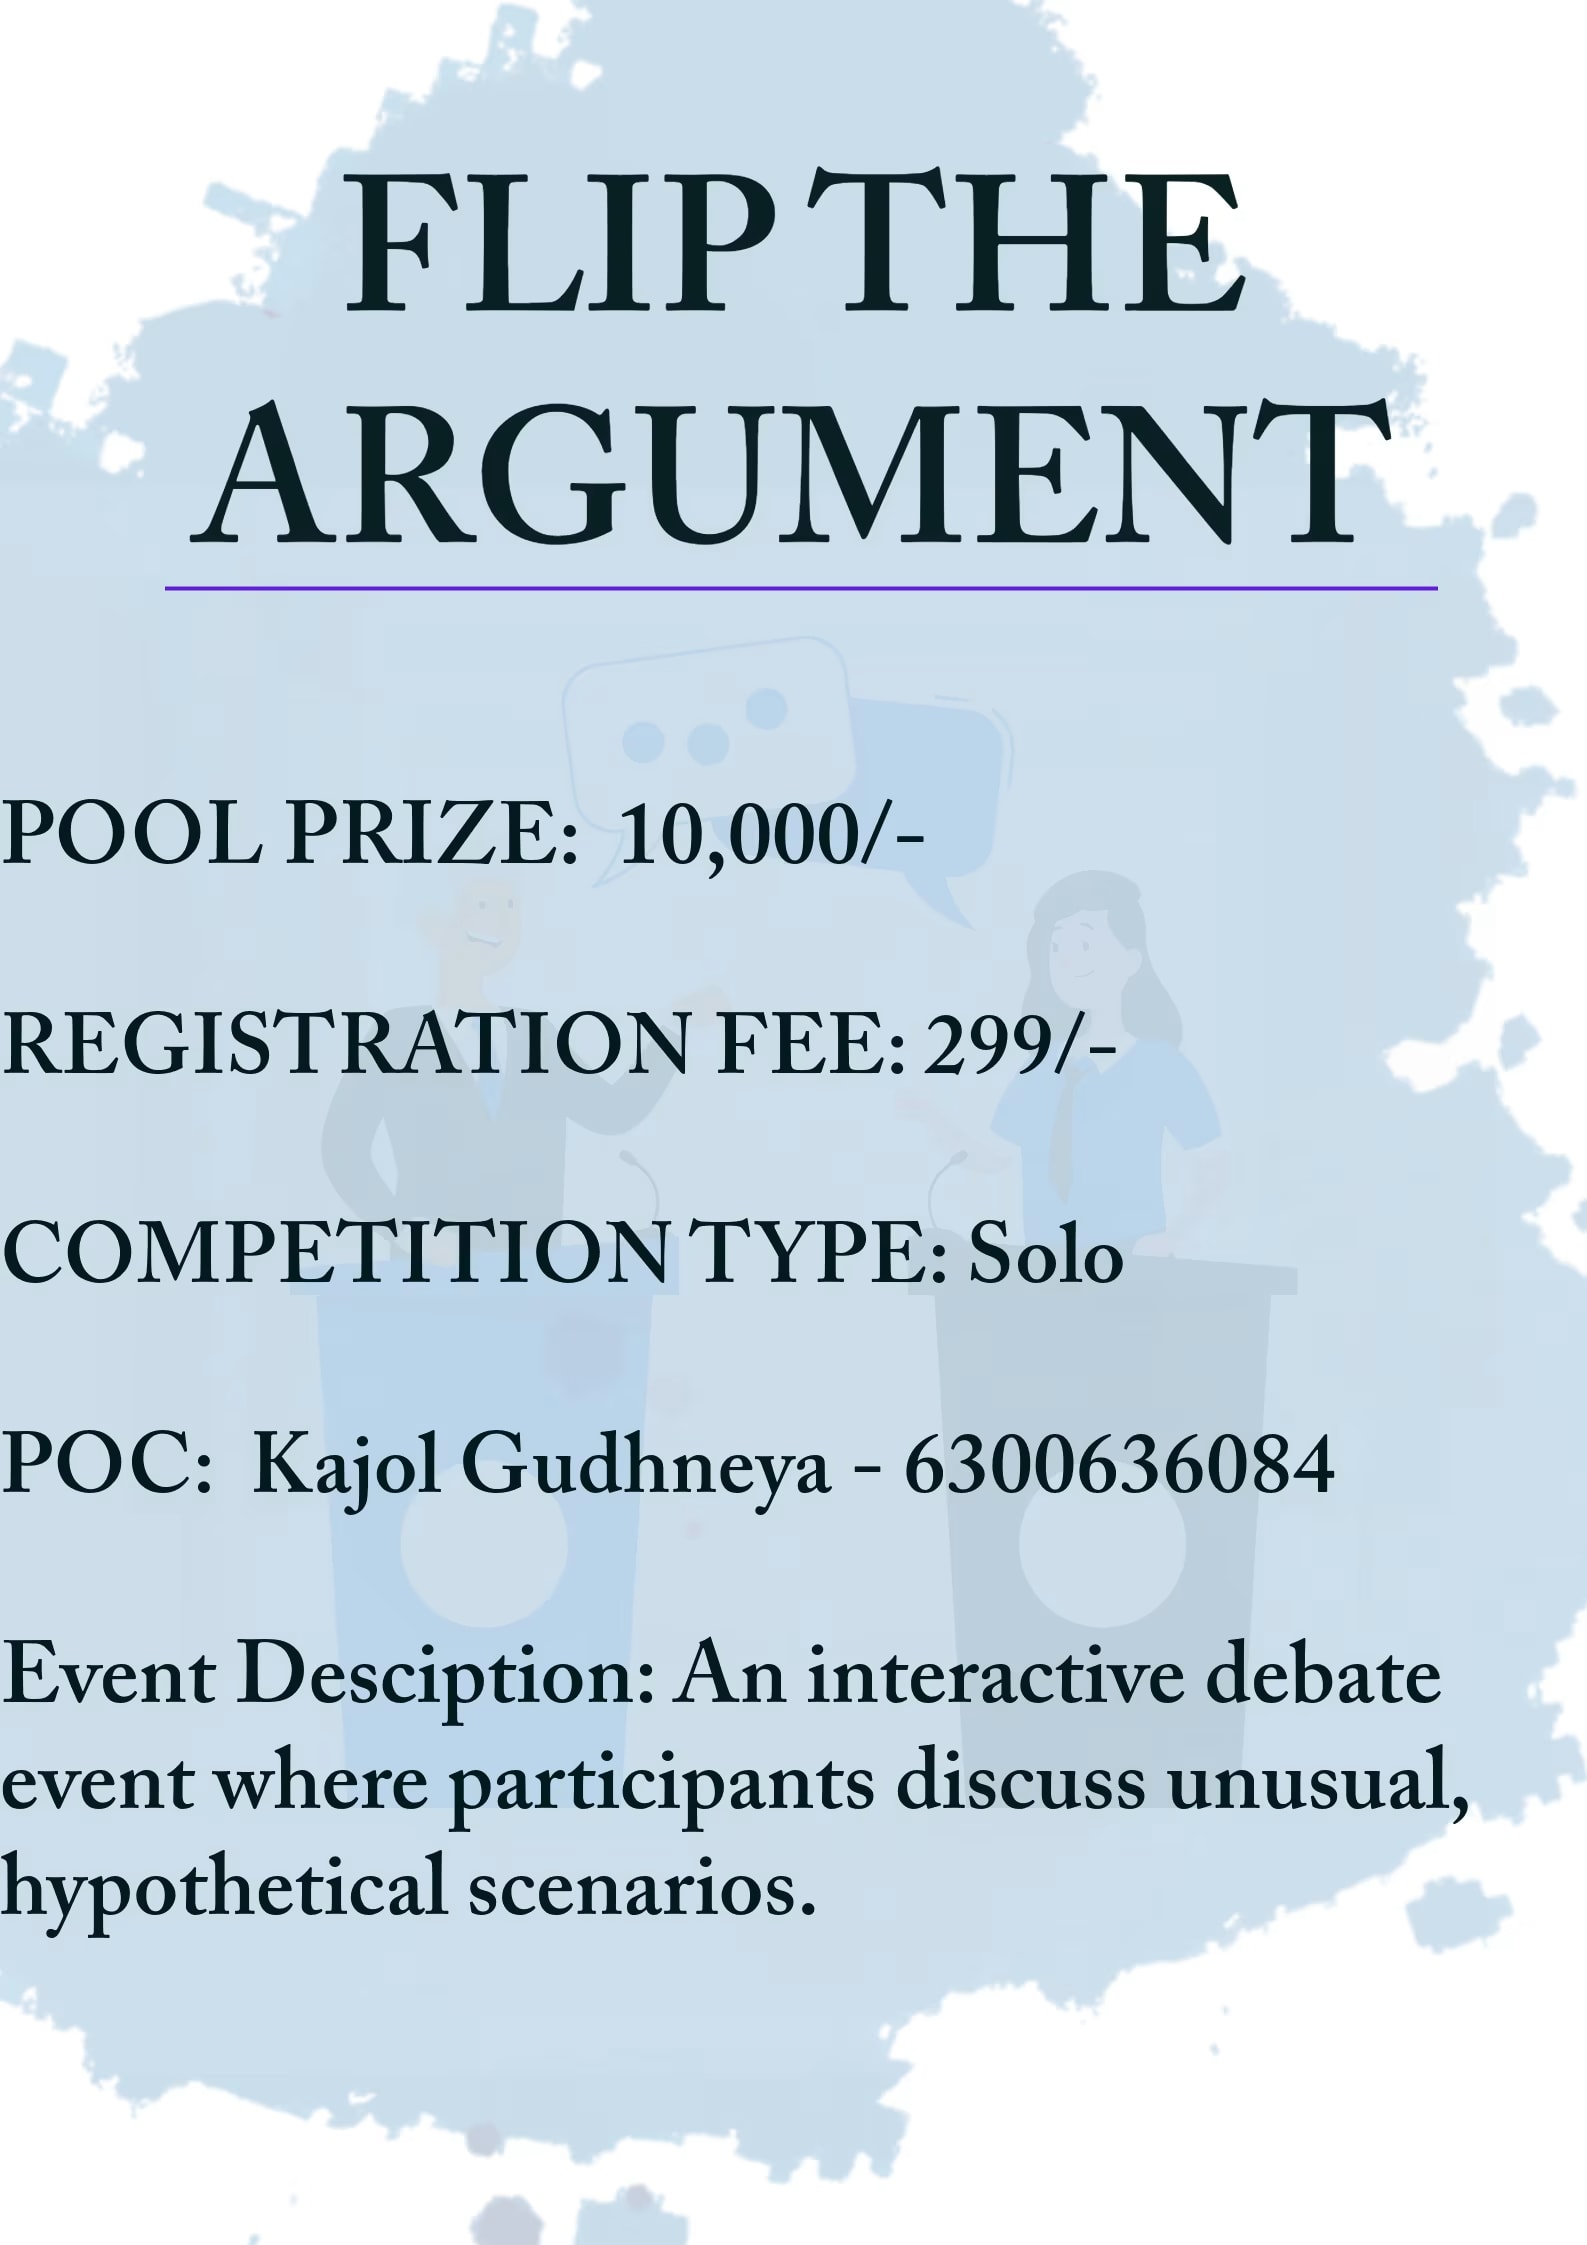 FLIP THE
ARGUMENT
POOL PRIZE: 10,000/-
REGISTRATION FEE: 299/-
COMPETITION TYPE: Solo
POC: Kajol Gudhneya - 6300636084
Event Desciption: An interactive debate
event where participants discuss unusual,
hypothetical scenarios.